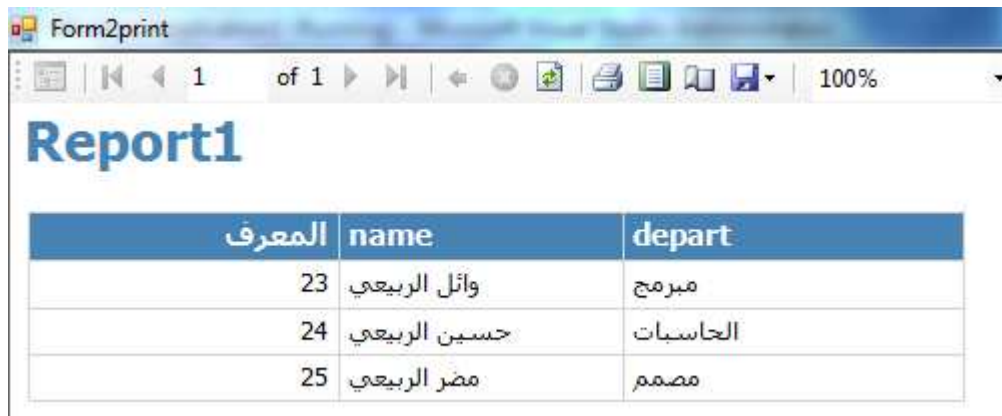 Form2print
1 of 1 100%
Report1
المعرف name depart
23 وائل الربيعي مبرمج
24 حسين الربيعي الحاسبات
25 مضر الربيعي مصمم